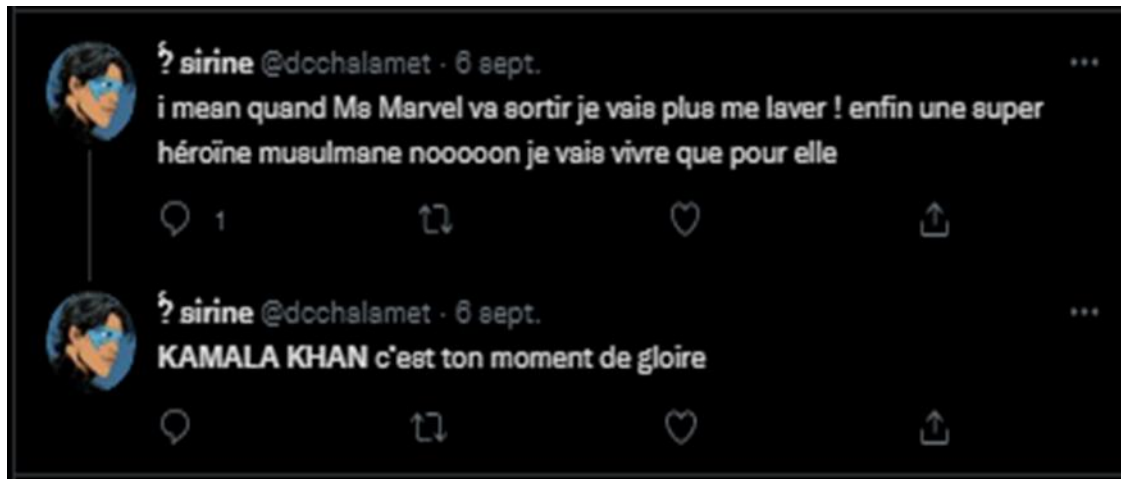 ؟ sirine @dcchalamet · 6 sept.
i mean quand Ms Marvel va sortir je vais plus me laver ! enfin une super
héroïne musulmane nooooon je vais vivre que pour elle
1
؟ sirine @dcchalamet · 6 sept.
KAMALA KHAN c'est ton moment de gloire